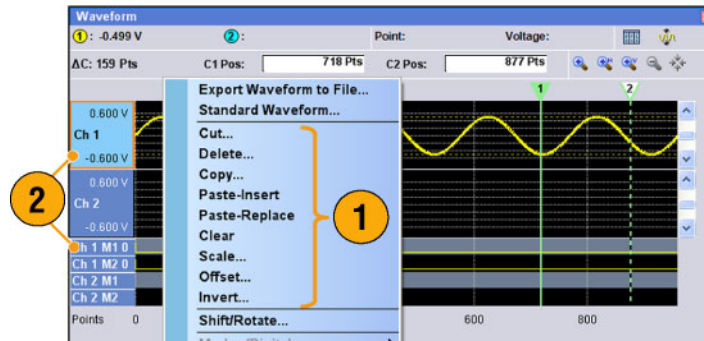 Waveform
1 : -0.499 V 2 : Point: Voltage:
ΔC: 159 Pts C1 Pos: 718 Pts C2 Pos: 877 Pts
1 2
Export Waveform to File...
Standard Waveform...
Cut...
Delete...
Copy...
Paste-Insert
Paste-Replace
Clear
Scale...
Offset...
Invert...
Shift/Rotate...
1
0.600 V
Ch 1
-0.600 V
2
0.600 V
Ch 2
-0.600 V
Ch 1 M1 0
Ch 1 M2 0
Ch 2 M1
Ch 2 M2
Points 0 600 800